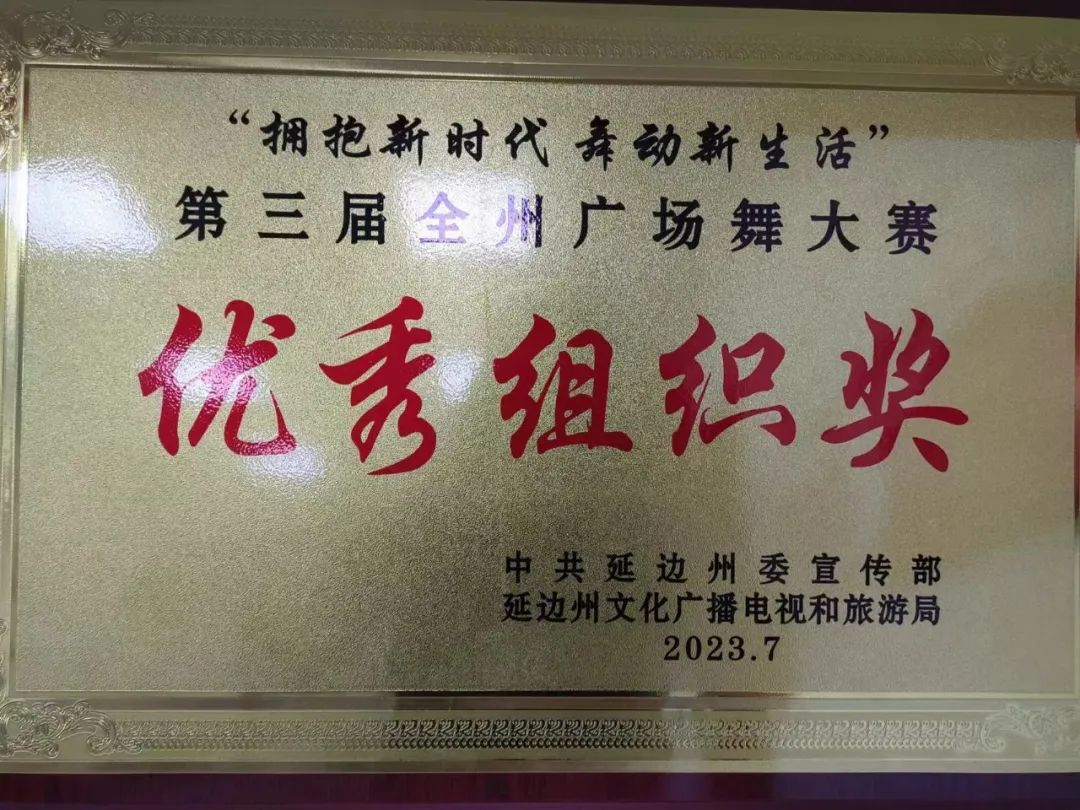 “拥抱新时代 舞动新生活”
第三届全州广场舞大赛
优秀组织奖
中共延边州委宣传部
延边州文化广播电视和旅游局
2023.7